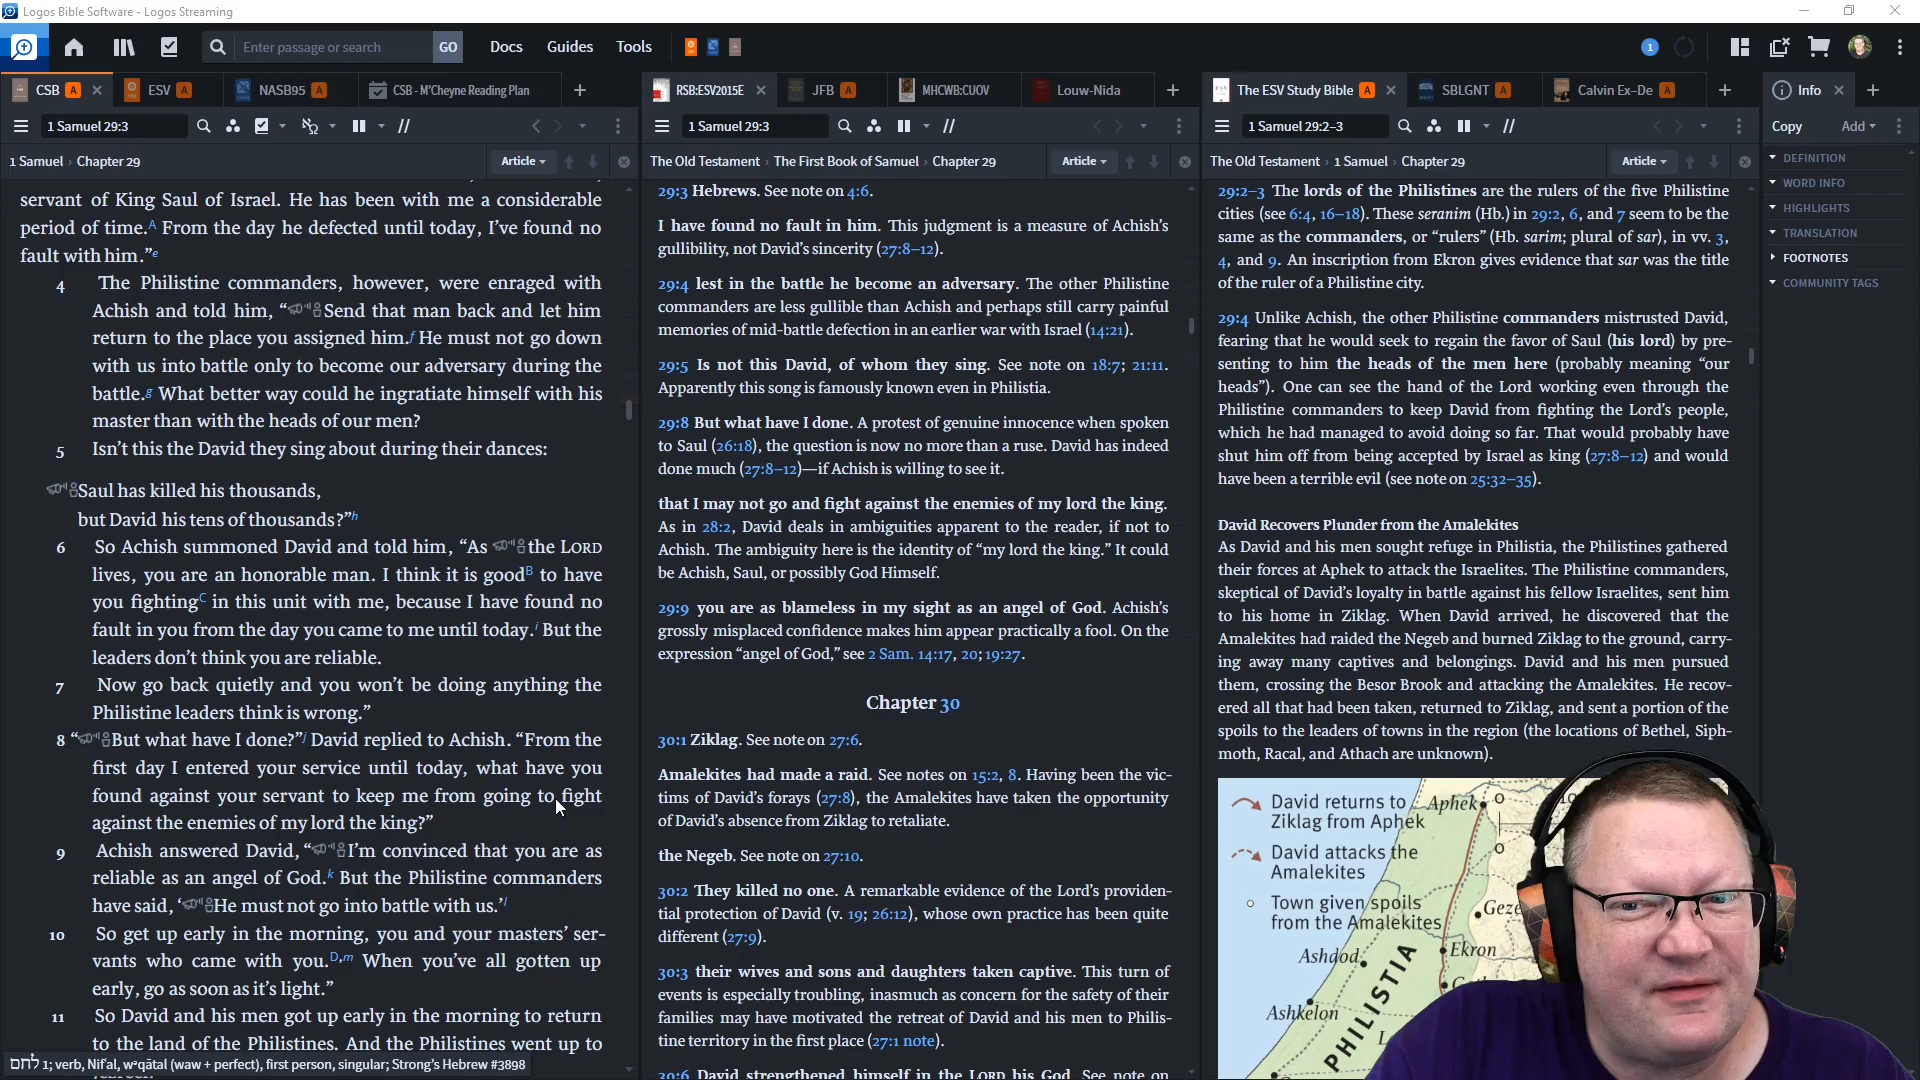 Logos Bible Software - Logos Streaming
Enter passage or search
GO
Docs
Guides
Tools
1
CSB A
ESV A
NASB95 A
CSB - M'Cheyne Reading Plan
1 Samuel 29:3
1 Samuel › Chapter 29
Article
servant of King Saul of Israel. He has been with me a considerable
period of time.A From the day he defected until today, I've found no
fault with him.”e
4 The Philistine commanders, however, were enraged with
Achish and told him, “Send that man back and let him
return to the place you assigned him.f He must not go down
with us into battle only to become our adversary during the
battle.g What better way could he ingratiate himself with his
master than with the heads of our men?
5 Isn't this the David they sing about during their dances:
Saul has killed his thousands,
but David his tens of thousands?”h
6 So Achish summoned David and told him, “As the LORD
lives, you are an honorable man. I think it is goodB to have
you fightingC in this unit with me, because I have found no
fault in you from the day you came to me until today.i But the
leaders don't think you are reliable.
7 Now go back quietly and you won't be doing anything the
Philistine leaders think is wrong.”
8 “But what have I done?”j David replied to Achish. “From the
first day I entered your service until today, what have you
found against your servant to keep me from going to fight
against the enemies of my lord the king?”
9 Achish answered David, “I'm convinced that you are as
reliable as an angel of God.k But the Philistine commanders
have said, ‘He must not go into battle with us.’l
10 So get up early in the morning, you and your masters’ ser-
vants who came with you.D,m When you've all gotten up
early, go as soon as it's light.”
11 So David and his men got up early in the morning to return
to the land of the Philistines. And the Philistines went up to
לחם 1; verb, Nifʿal, wᵊqātal (waw + perfect), first person, singular; Strong's Hebrew #3898
RSB:ESV2015E
JFB A
MHCWB:CUOV
Louw-Nida
1 Samuel 29:3
The Old Testament › The First Book of Samuel › Chapter 29
Article
29:3 Hebrews. See note on 4:6.
I have found no fault in him. This judgment is a measure of Achish's
gullibility, not David's sincerity (27:8–12).
29:4 lest in the battle he become an adversary. The other Philistine
commanders are less gullible than Achish and perhaps still carry painful
memories of mid-battle defection in an earlier war with Israel (14:21).
29:5 Is not this David, of whom they sing. See note on 18:7; 21:11.
Apparently this song is famously known even in Philistia.
29:8 But what have I done. A protest of genuine innocence when spoken
to Saul (26:18), the question is now no more than a ruse. David has indeed
done much (27:8–12)—if Achish is willing to see it.
that I may not go and fight against the enemies of my lord the king.
As in 28:2, David deals in ambiguities apparent to the reader, if not to
Achish. The ambiguity here is the identity of “my lord the king.” It could
be Achish, Saul, or possibly God Himself.
29:9 you are as blameless in my sight as an angel of God. Achish's
grossly misplaced confidence makes him appear practically a fool. On the
expression “angel of God,” see 2 Sam. 14:17, 20; 19:27.
Chapter 30
30:1 Ziklag. See note on 27:6.
Amalekites had made a raid. See notes on 15:2, 8. Having been the vic-
tims of David's forays (27:8), the Amalekites have taken the opportunity
of David's absence from Ziklag to retaliate.
the Negeb. See note on 27:10.
30:2 They killed no one. A remarkable evidence of the Lord's providen-
tial protection of David (v. 19; 26:12), whose own practice has been quite
different (27:9).
30:3 their wives and sons and daughters taken captive. This turn of
events is especially troubling, inasmuch as concern for the safety of their
families may have motivated the retreat of David and his men to Philis-
tine territory in the first place (27:1 note).
30:6 David strengthened himself in the LORD his God. See note on
The ESV Study Bible A
SBLGNT A
Calvin Ex–De A
1 Samuel 29:2–3
The Old Testament › 1 Samuel › Chapter 29
Article
29:2–3 The lords of the Philistines are the rulers of the five Philistine
cities (see 6:4, 16–18). These seranim (Hb.) in 29:2, 6, and 7 seem to be the
same as the commanders, or “rulers” (Hb. sarim; plural of sar), in vv. 3,
4, and 9. An inscription from Ekron gives evidence that sar was the title
of the ruler of a Philistine city.
29:4 Unlike Achish, the other Philistine commanders mistrusted David,
fearing that he would seek to regain the favor of Saul (his lord) by pre-
senting to him the heads of the men here (probably meaning “our
heads”). One can see the hand of the Lord working even through the
Philistine commanders to keep David from fighting the Lord's people,
which he had managed to avoid doing so far. That would probably have
shut him off from being accepted by Israel as king (27:8–12) and would
have been a terrible evil (see note on 25:32–35).
David Recovers Plunder from the Amalekites
As David and his men sought refuge in Philistia, the Philistines gathered
their forces at Aphek to attack the Israelites. The Philistine commanders,
skeptical of David's loyalty in battle against his fellow Israelites, sent him
to his home in Ziklag. When David arrived, he discovered that the
Amalekites had raided the Negeb and burned Ziklag to the ground, carry-
ing away many captives and belongings. David and his men pursued
them, crossing the Besor Brook and attacking the Amalekites. He recov-
ered all that had been taken, returned to Ziklag, and sent a portion of the
spoils to the leaders of towns in the region (the locations of Bethel, Siph-
moth, Racal, and Athach are unknown).
David returns to
Ziklag from Aphek
David attacks the
Amalekites
Town given spoils
from the Amalekites
Aphek
0
0
Ekron
Ashdod
Ashkelon
PHILISTIA
Info
Copy
Add
DEFINITION
WORD INFO
HIGHLIGHTS
TRANSLATION
FOOTNOTES
COMMUNITY TAGS